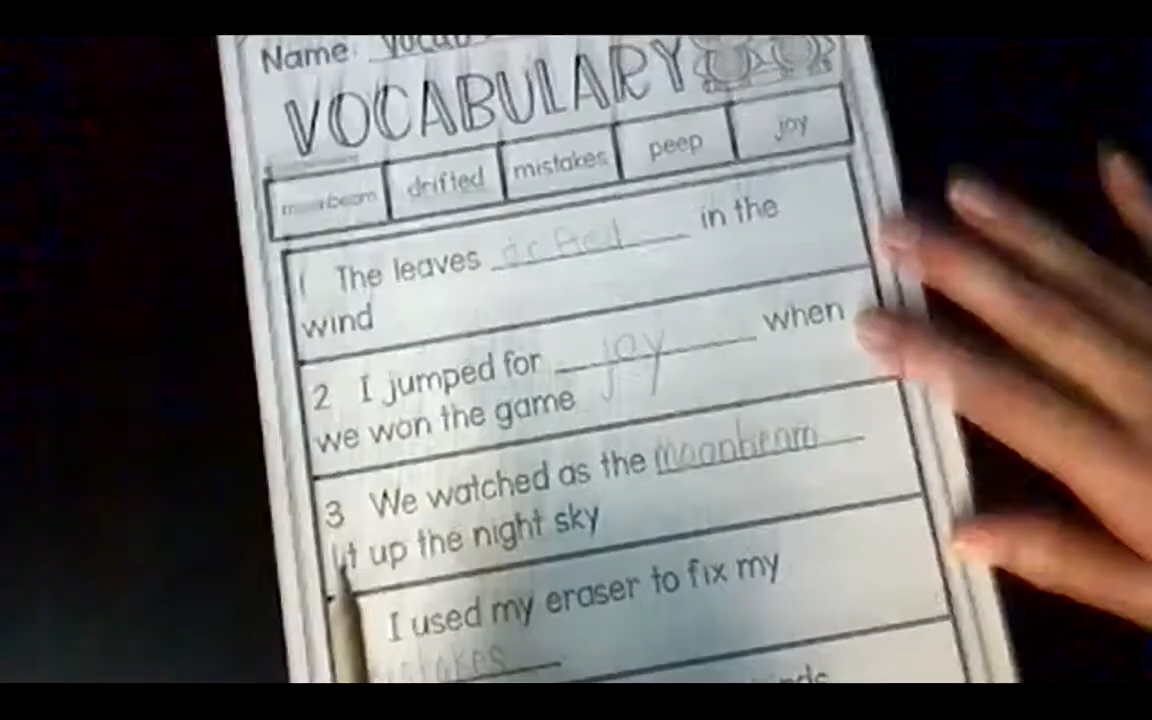 Name: Vocab
VOCABULARY
moonbeam drifted mistakes peep joy
1 The leaves drifted in the
wind
2 I jumped for joy when
we won the game
3 We watched as the moonbeam
lit up the night sky
I used my eraser to fix my
mistakes